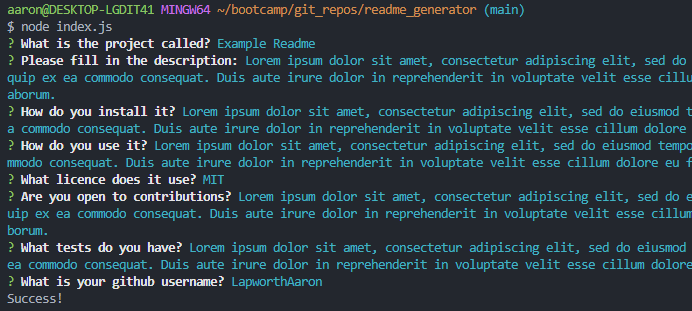 aaron@DESKTOP-LGDIT41 MINGW64 ~/bootcamp/git_repos/readme_generator (main)
$ node index.js
? What is the project called? Example Readme
? Please fill in the description: Lorem ipsum dolor sit amet, consectetur adipiscing elit, sed do
quip ex ea commodo consequat. Duis aute irure dolor in reprehenderit in voluptate velit esse cillu
aborum.
? How do you install it? Lorem ipsum dolor sit amet, consectetur adipiscing elit, sed do eiusmod t
a commodo consequat. Duis aute irure dolor in reprehenderit in voluptate velit esse cillum dolore
? How do you use it? Lorem ipsum dolor sit amet, consectetur adipiscing elit, sed do eiusmod tempo
mmodo consequat. Duis aute irure dolor in reprehenderit in voluptate velit esse cillum dolore eu f
? What licence does it use? MIT
? Are you open to contributions? Lorem ipsum dolor sit amet, consectetur adipiscing elit, sed do e
uip ex ea commodo consequat. Duis aute irure dolor in reprehenderit in voluptate velit esse cillum
borum.
? What tests do you have? Lorem ipsum dolor sit amet, consectetur adipiscing elit, sed do eiusmod
ea commodo consequat. Duis aute irure dolor in reprehenderit in voluptate velit esse cillum dolore
? What is your github username? LapworthAaron
Success!